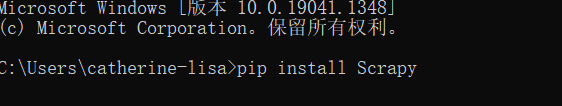 Microsoft Windows [版本 10.0.19041.1348]
(c) Microsoft Corporation。保留所有权利。
C:\Users\catherine-lisa>pip install Scrapy